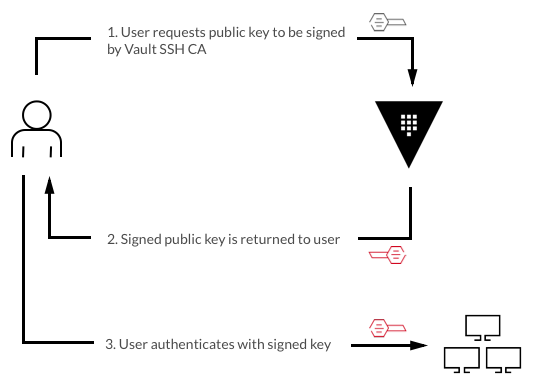 1. User requests public key to be signed
by Vault SSH CA
2. Signed public key is returned to user
3. User authenticates with signed key